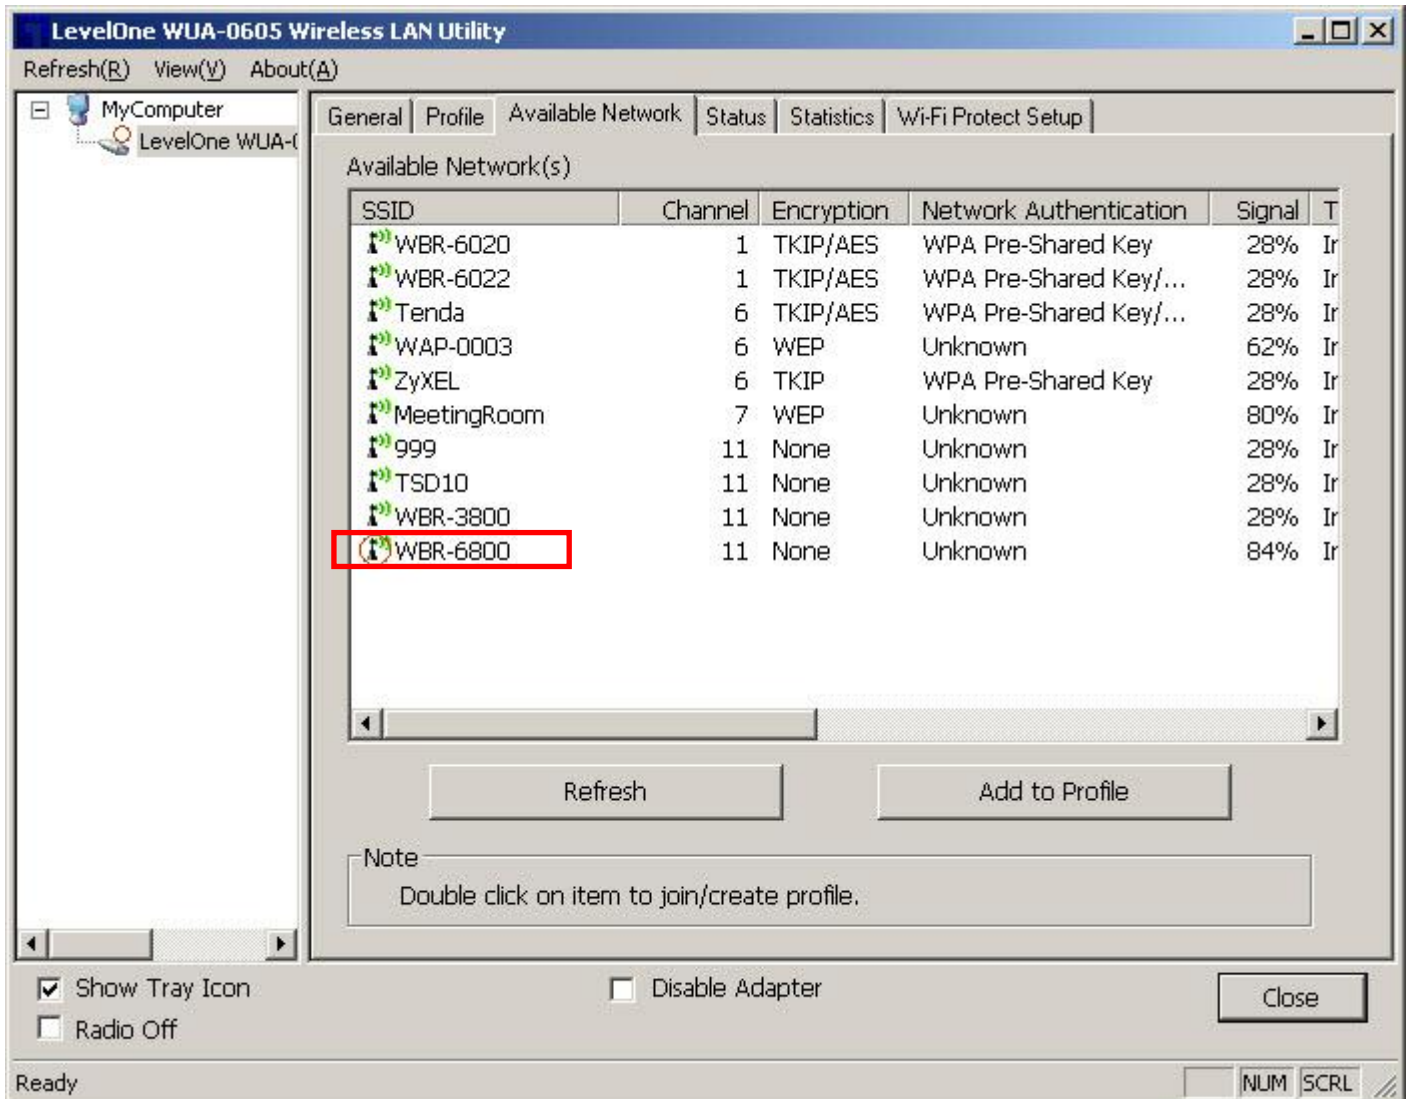 LevelOne WUA-0605 Wireless LAN Utility
Refresh(R) View(V) About(A)
MyComputer
LevelOne WUA-(
General Profile Available Network Status Statistics Wi-Fi Protect Setup
Available Network(s)
SSID Channel Encryption Network Authentication Signal T
WBR-6020 1 TKIP/AES WPA Pre-Shared Key 28% Ir
WBR-6022 1 TKIP/AES WPA Pre-Shared Key/... 28% Ir
Tenda 6 TKIP/AES WPA Pre-Shared Key/... 28% Ir
WAP-0003 6 WEP Unknown 62% Ir
ZyXEL 6 TKIP WPA Pre-Shared Key 28% Ir
MeetingRoom 7 WEP Unknown 80% Ir
999 11 None Unknown 28% Ir
TSD10 11 None Unknown 28% Ir
WBR-3800 11 None Unknown 28% Ir
WBR-6800 11 None Unknown 84% Ir
Refresh Add to Profile
Note
Double click on item to join/create profile.
Show Tray Icon Disable Adapter Close
Radio Off
Ready NUM SCRL